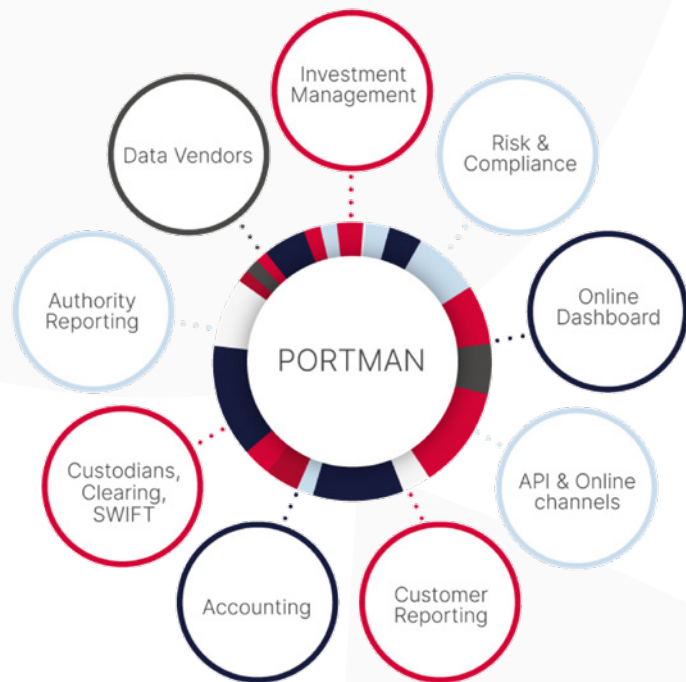 Investment
Management
Risk &
Compliance
Data Vendors
Online
Dashboard
Authority
Reporting
PORTMAN
API & Online
channels
Custodians,
Clearing,
SWIFT
Customer
Reporting
Accounting